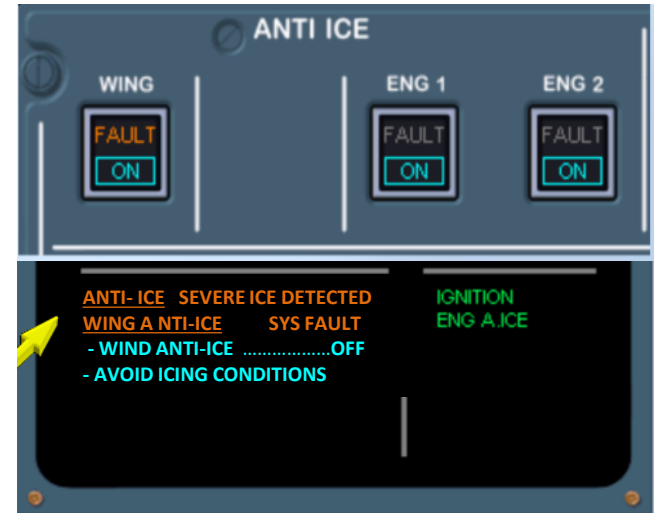 ANTI ICE
WING ENG 1 ENG 2
FAULT FAULT FAULT
ON ON ON
ANTI- ICE SEVERE ICE DETECTED IGNITION
WING A NTI-ICE SYS FAULT ENG A.ICE
- WIND ANTI-ICE ..................OFF
- AVOID ICING CONDITIONS